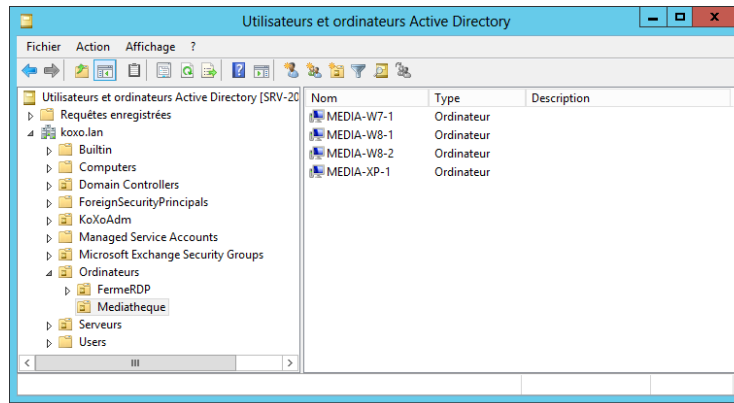 Utilisateurs et ordinateurs Active Directory
Fichier Action Affichage ?
Utilisateurs et ordinateurs Active Directory [SRV-20
Requêtes enregistrées
koxo.lan
Builtin
Computers
Domain Controllers
ForeignSecurityPrincipals
KoXoAdm
Managed Service Accounts
Microsoft Exchange Security Groups
Ordinateurs
FermeRDP
Mediatheque
Serveurs
Users
Nom Type Description
MEDIA-W7-1 Ordinateur
MEDIA-W8-1 Ordinateur
MEDIA-W8-2 Ordinateur
MEDIA-XP-1 Ordinateur